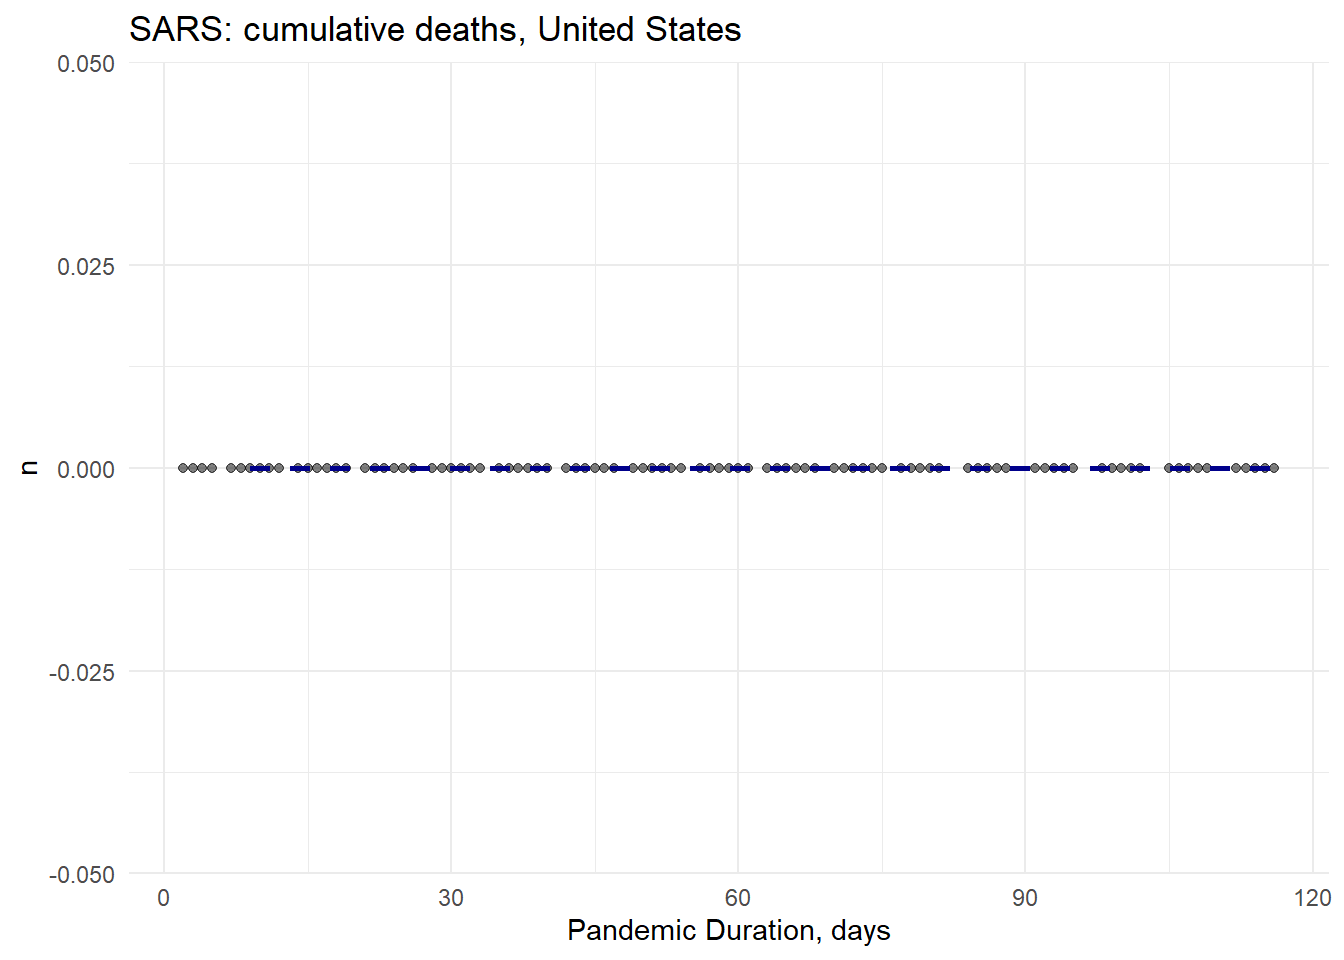 SARS: cumulative deaths, United States
0.050
0.025
n
0.000
-0.025
-0.050
0 30 60 90 120
Pandemic Duration, days